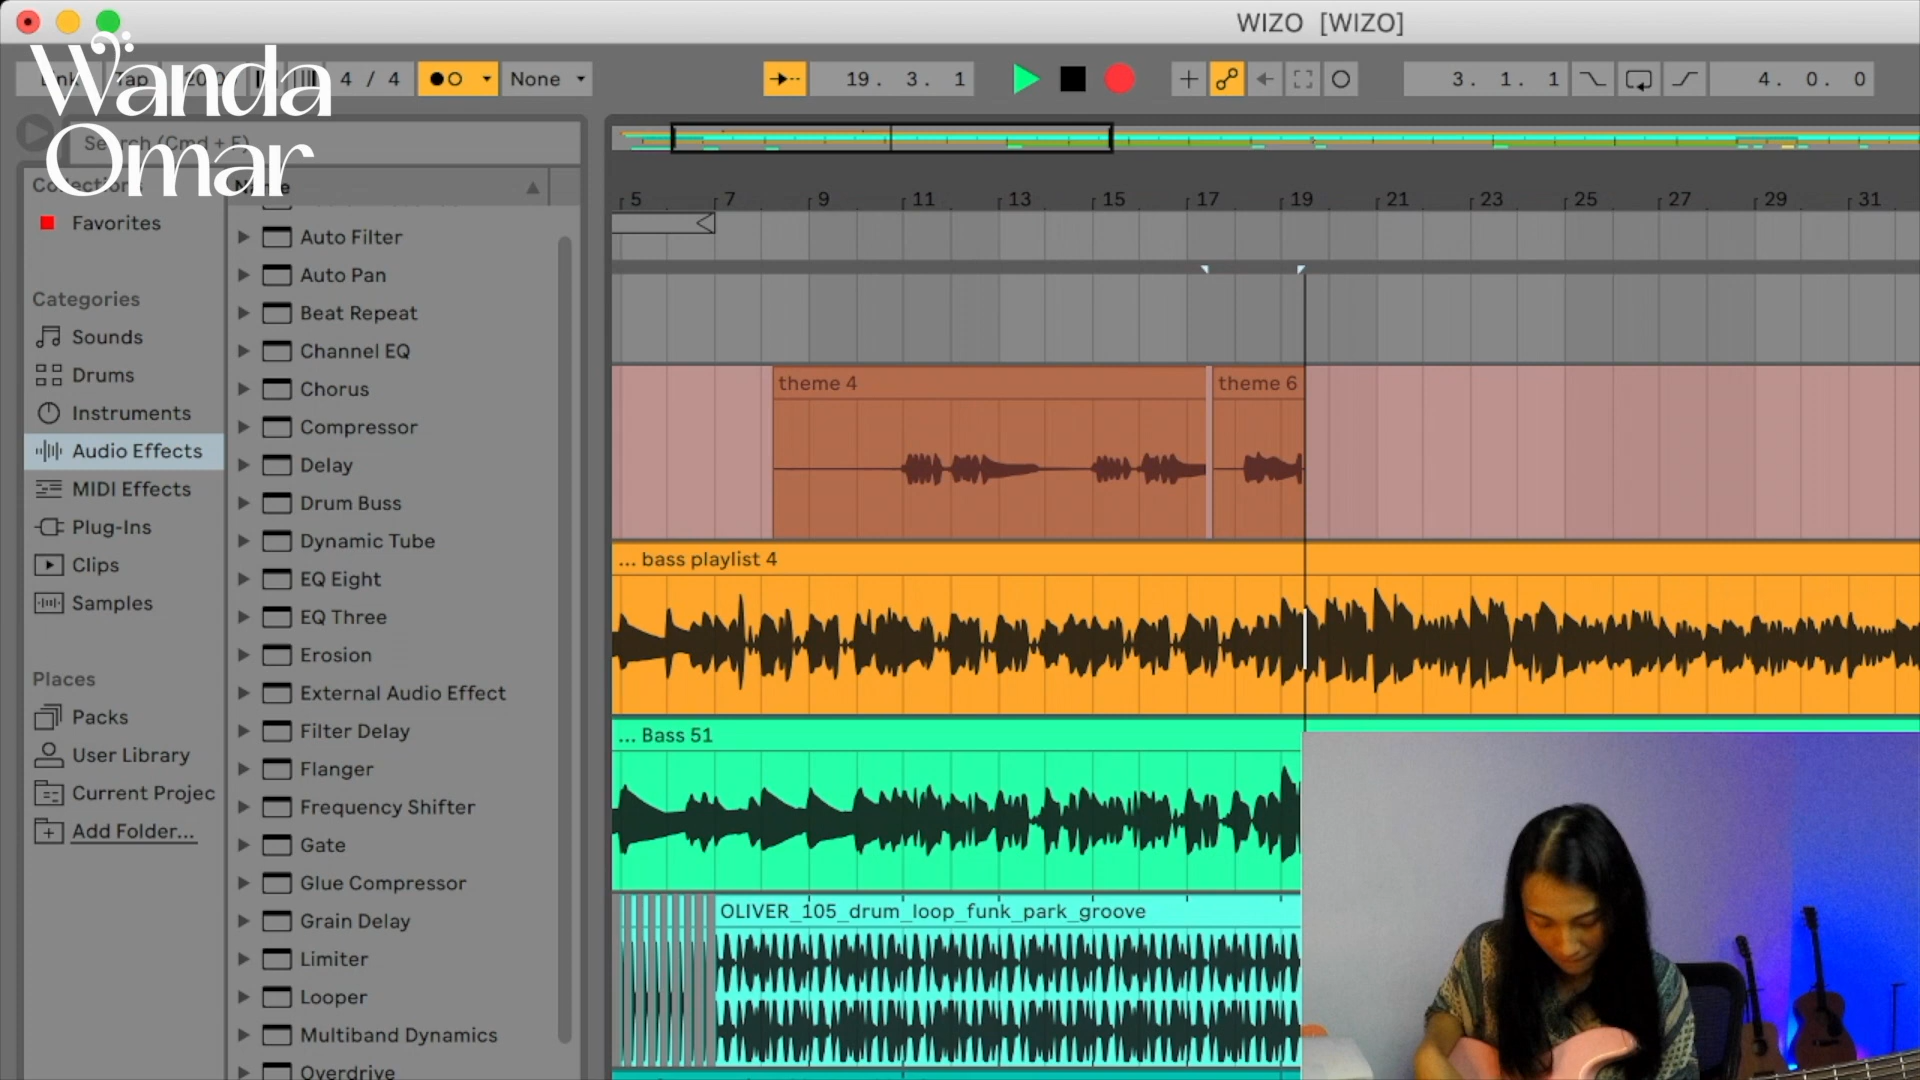 WIZO [WIZO]
Wanda
Omar
Tap
4 / 4
None
19. 3. 1
3. 1. 1
4. 0. 0
Search (Cmd + F)
Collections
Name
Favorites
Categories
Sounds
Drums
Instruments
Audio Effects
MIDI Effects
Plug-Ins
Clips
Samples
Places
Packs
User Library
Current Projec
Add Folder...
Auto Filter
Auto Pan
Beat Repeat
Channel EQ
Chorus
Compressor
Delay
Drum Buss
Dynamic Tube
EQ Eight
EQ Three
Erosion
External Audio Effect
Filter Delay
Flanger
Frequency Shifter
Gate
Glue Compressor
Grain Delay
Limiter
Looper
Multiband Dynamics
Overdrive
5 7 9 11 13 15 17 19 21 23 25 27 29 31
theme 4
theme 6
... bass playlist 4
... Bass 51
OLIVER_105_drum_loop_funk_park_groove